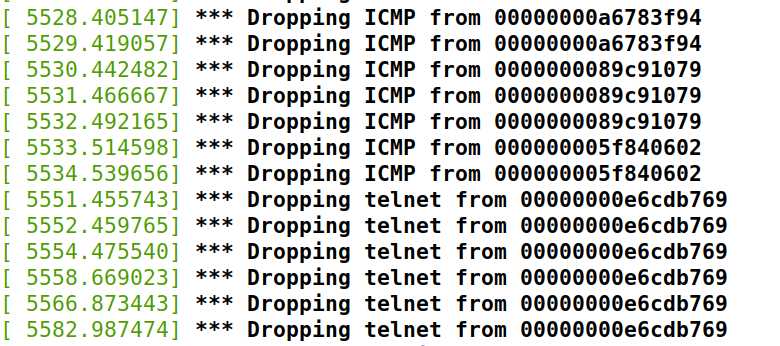 [ 5528.405147] *** Dropping ICMP from 00000000a6783f94
[ 5529.419057] *** Dropping ICMP from 00000000a6783f94
[ 5530.442482] *** Dropping ICMP from 0000000089c91079
[ 5531.466667] *** Dropping ICMP from 0000000089c91079
[ 5532.492165] *** Dropping ICMP from 0000000089c91079
[ 5533.514598] *** Dropping ICMP from 000000005f840602
[ 5534.539656] *** Dropping ICMP from 000000005f840602
[ 5551.455743] *** Dropping telnet from 00000000e6cdb769
[ 5552.459765] *** Dropping telnet from 00000000e6cdb769
[ 5554.475540] *** Dropping telnet from 00000000e6cdb769
[ 5558.669023] *** Dropping telnet from 00000000e6cdb769
[ 5566.873443] *** Dropping telnet from 00000000e6cdb769
[ 5582.987474] *** Dropping telnet from 00000000e6cdb769